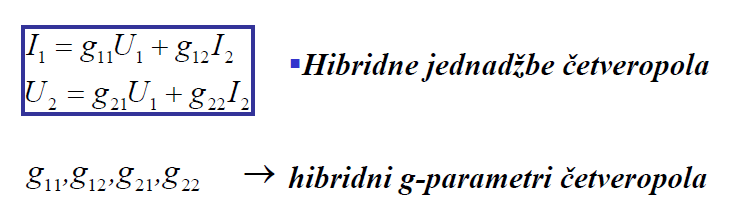 I₁ = g₁₁U₁ + g₁₂I₂
U₂ = g₂₁U₁ + g₂₂I₂
▪Hibridne jednadžbe četveropola
g₁₁,g₁₂,g₂₁,g₂₂ → hibridni g-parametri četveropola